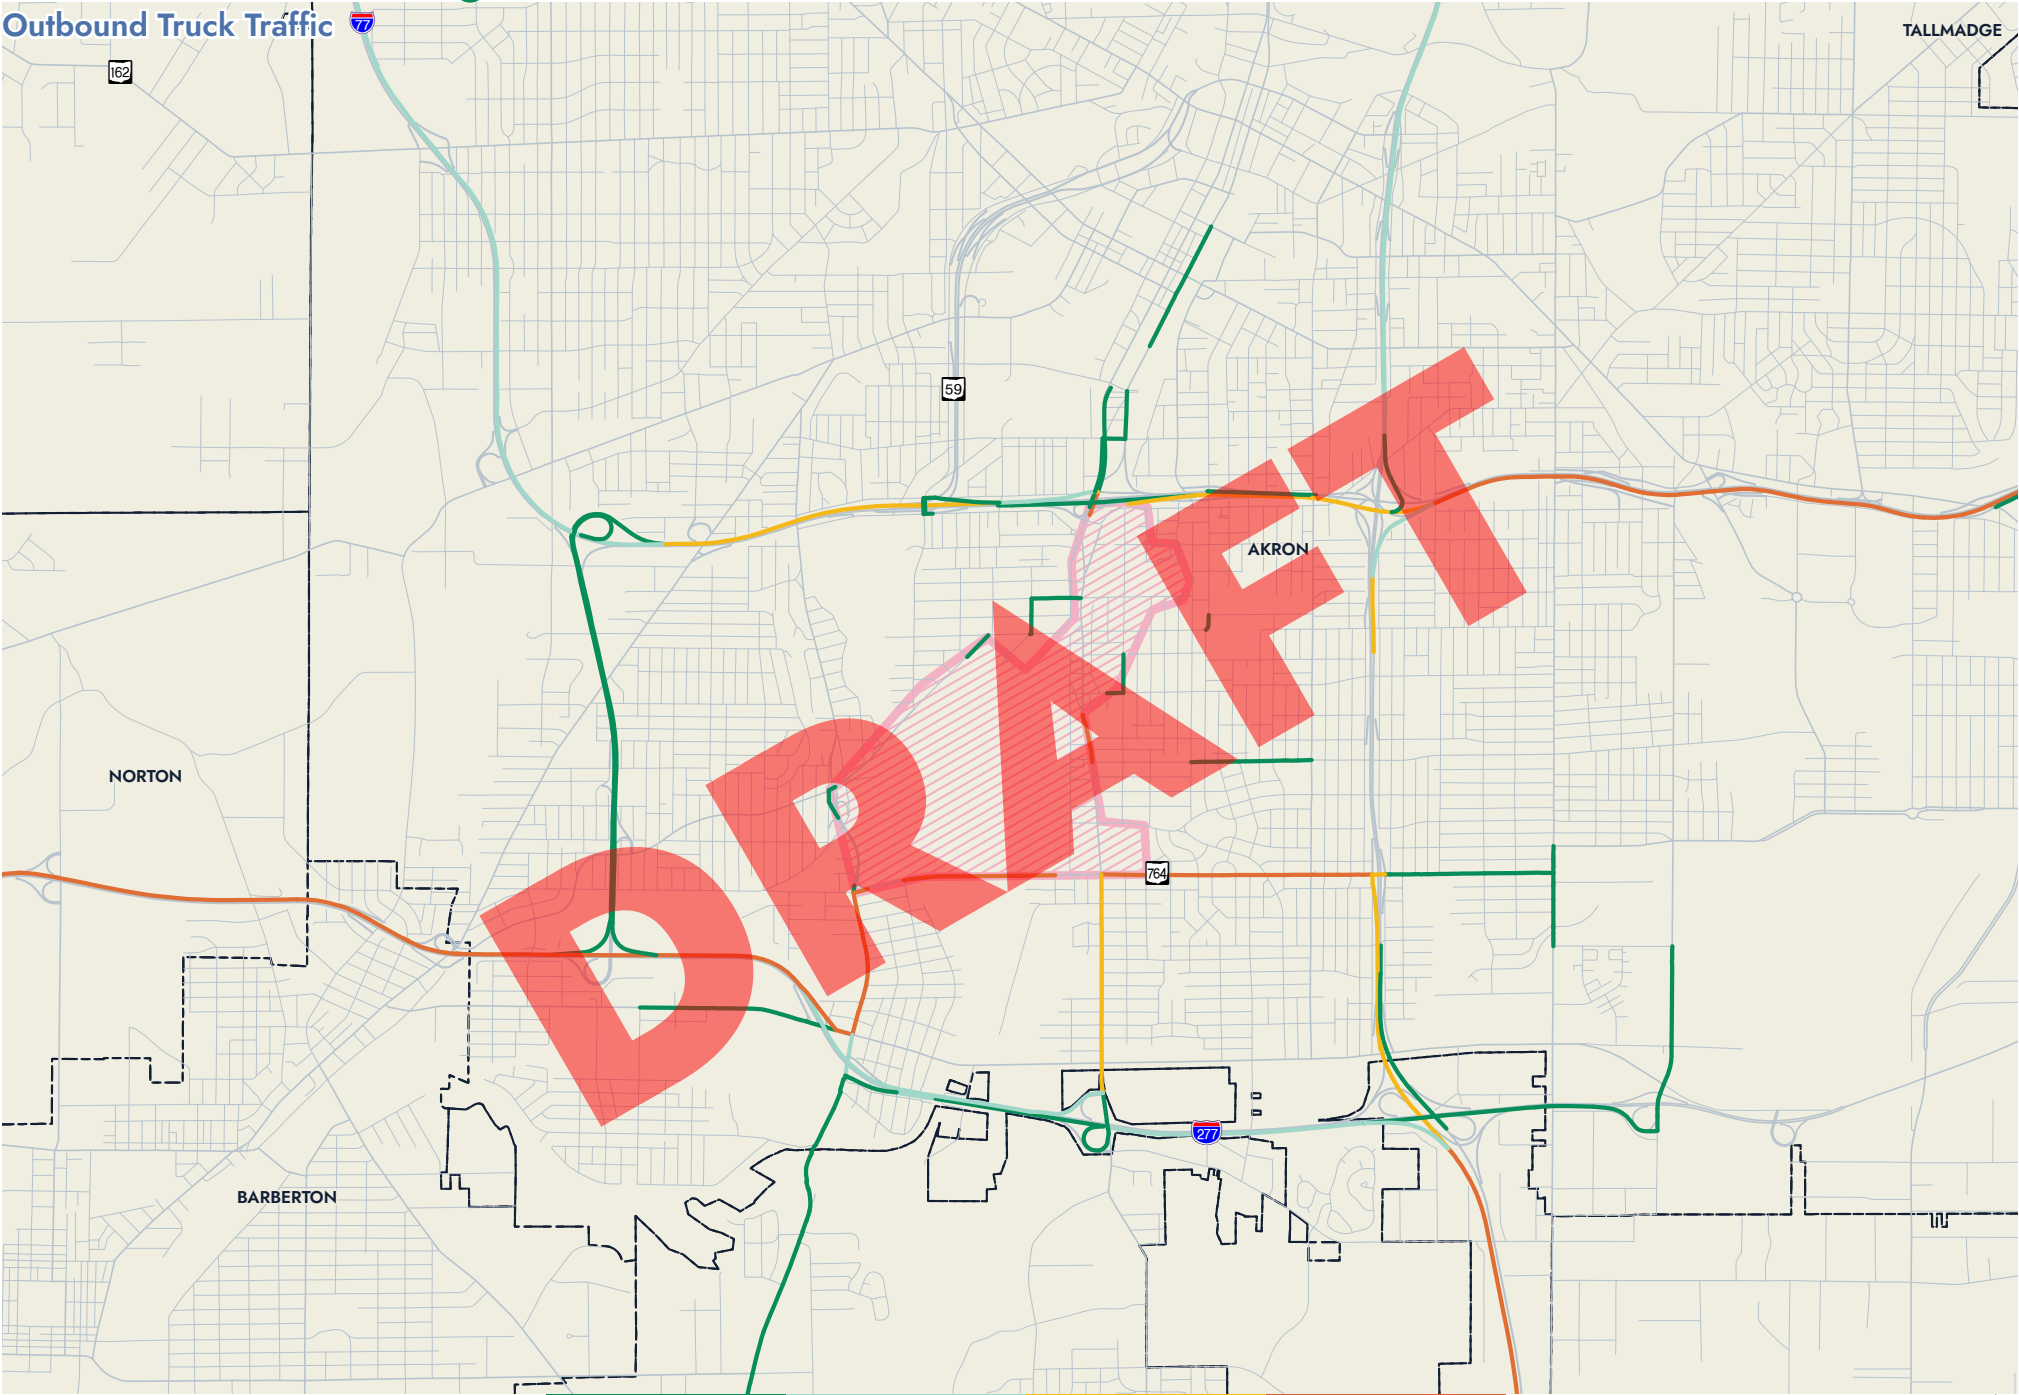 Outbound Truck Traffic
77
TALLMADGE
162
59
AKRON
DRAFT
NORTON
764
277
BARBERTON